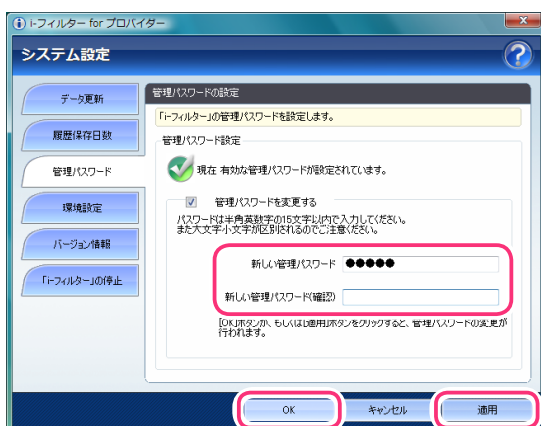 i-フィルター for プロバイダー
システム設定
データ更新
履歴保存日数
管理パスワード
環境設定
バージョン情報
「i-フィルター」の停止
管理パスワードの設定
「i-フィルター」の管理パスワードを設定します。
管理パスワード設定
現在 有効な管理パスワードが設定されています。
管理パスワードを変更する
パスワードは半角英数字の15文字以内で入力してください。
また大文字小文字が区別されるのでご注意ください。
新しい管理パスワード ●●●●●
新しい管理パスワード(確認)
[OK]ボタンか、もしくは[適用]ボタンをクリックすると、管理パスワードの変更が
行われます。
OK キャンセル 適用